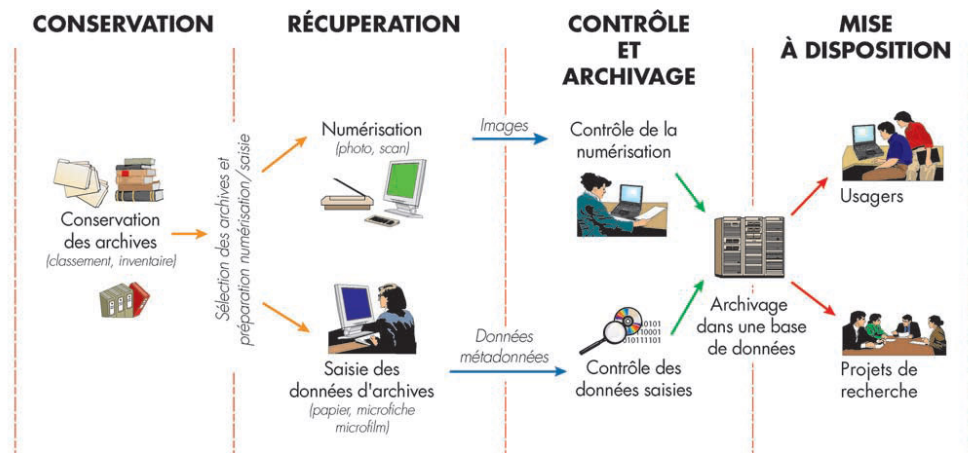 CONSERVATION
RÉCUPERATION
CONTRÔLE
ET
ARCHIVAGE
MISE
À DISPOSITION
Conservation
des archives
(classement, inventaire)
Sélection des archives et
préparation numérisation/saisie
Numérisation
(photo, scan)
Images
Contrôle de la
numérisation
Usagers
Saisie des
données d'archives
(papier, microfiche
microfilm)
Données
métadonnées
0101
10001
010111101
Contrôle des
données saisies
Archivage
dans une base
de données
Projets de
recherche